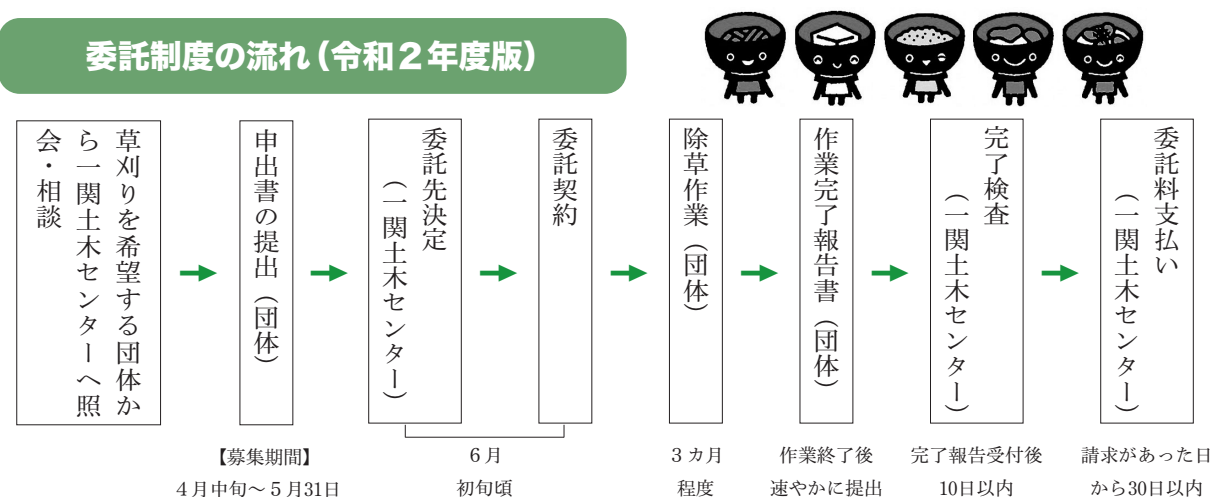 委託制度の流れ（令和２年度版）
草刈りを希望する団体か
ら一関土木センターへ照
会・相談
申出書の提出（団体）
委託先決定
（一関土木センター）
委託契約
除草作業（団体）
作業完了報告書（団体）
完了検査
（一関土木センター）
委託料支払い
（一関土木センター）
【募集期間】
４月中旬～５月31日
６月
初旬頃
３カ月
程度
作業終了後
速やかに提出
完了報告受付後
10日以内
請求があった日
から30日以内